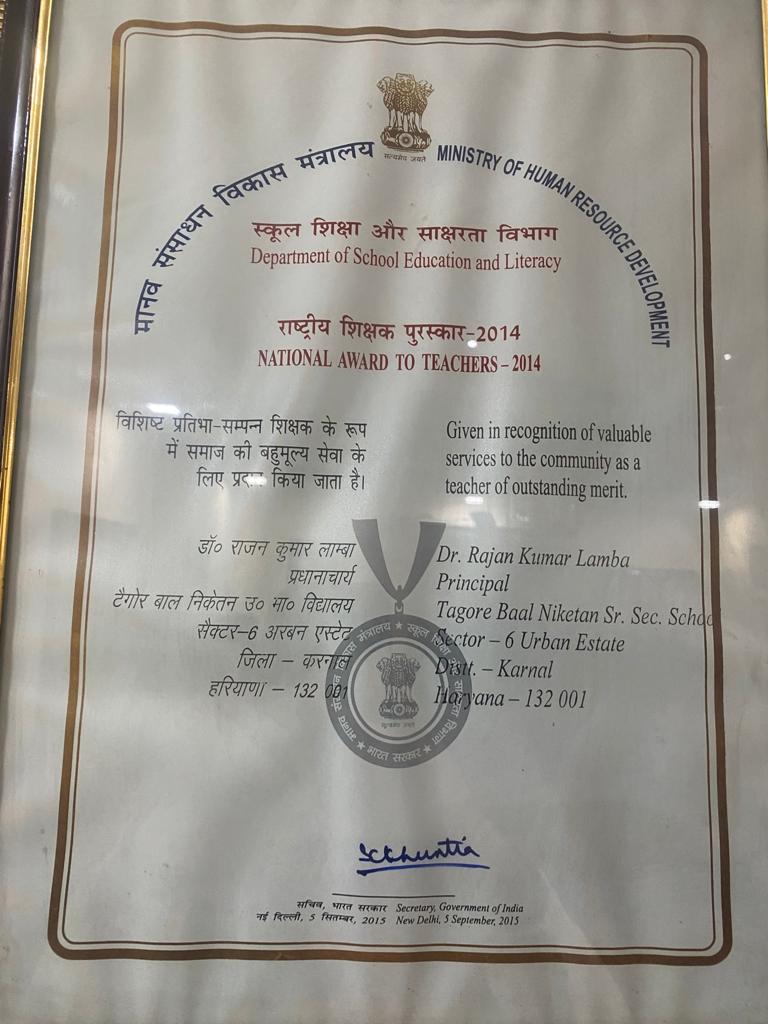 सत्यमेव जयते
मानव संसाधन विकास मंत्रालय MINISTRY OF HUMAN RESOURCE DEVELOPMENT
स्कूल शिक्षा और साक्षरता विभाग
Department of School Education and Literacy
राष्ट्रीय शिक्षक पुरस्कार-2014
NATIONAL AWARD TO TEACHERS – 2014
विशिष्ट प्रतिभा-सम्पन्न शिक्षक के रूप
में समाज की बहुमूल्य सेवा के
लिए प्रदान किया जाता है।
Given in recognition of valuable
services to the community as a
teacher of outstanding merit.
डॉ० राजन कुमार लाम्बा
प्रधानाचार्य
टैगोर बाल निकेतन उ० मा० विद्यालय
सैक्टर–6 अरबन एस्टेट
जिला – करनाल
हरियाणा – 132 001
Dr. Rajan Kumar Lamba
Principal
Tagore Baal Niketan Sr. Sec. School
Sector – 6 Urban Estate
Distt. – Karnal
Haryana – 132 001
मानव संसाधन विकास मंत्रालय ★ स्कूल शिक्षा और साक्षरता विभाग
★ भारत सरकार ★
सत्यमेव जयते
सचिव, भारत सरकार Secretary, Government of India
नई दिल्ली, 5 सितम्बर, 2015 New Delhi, 5 September, 2015